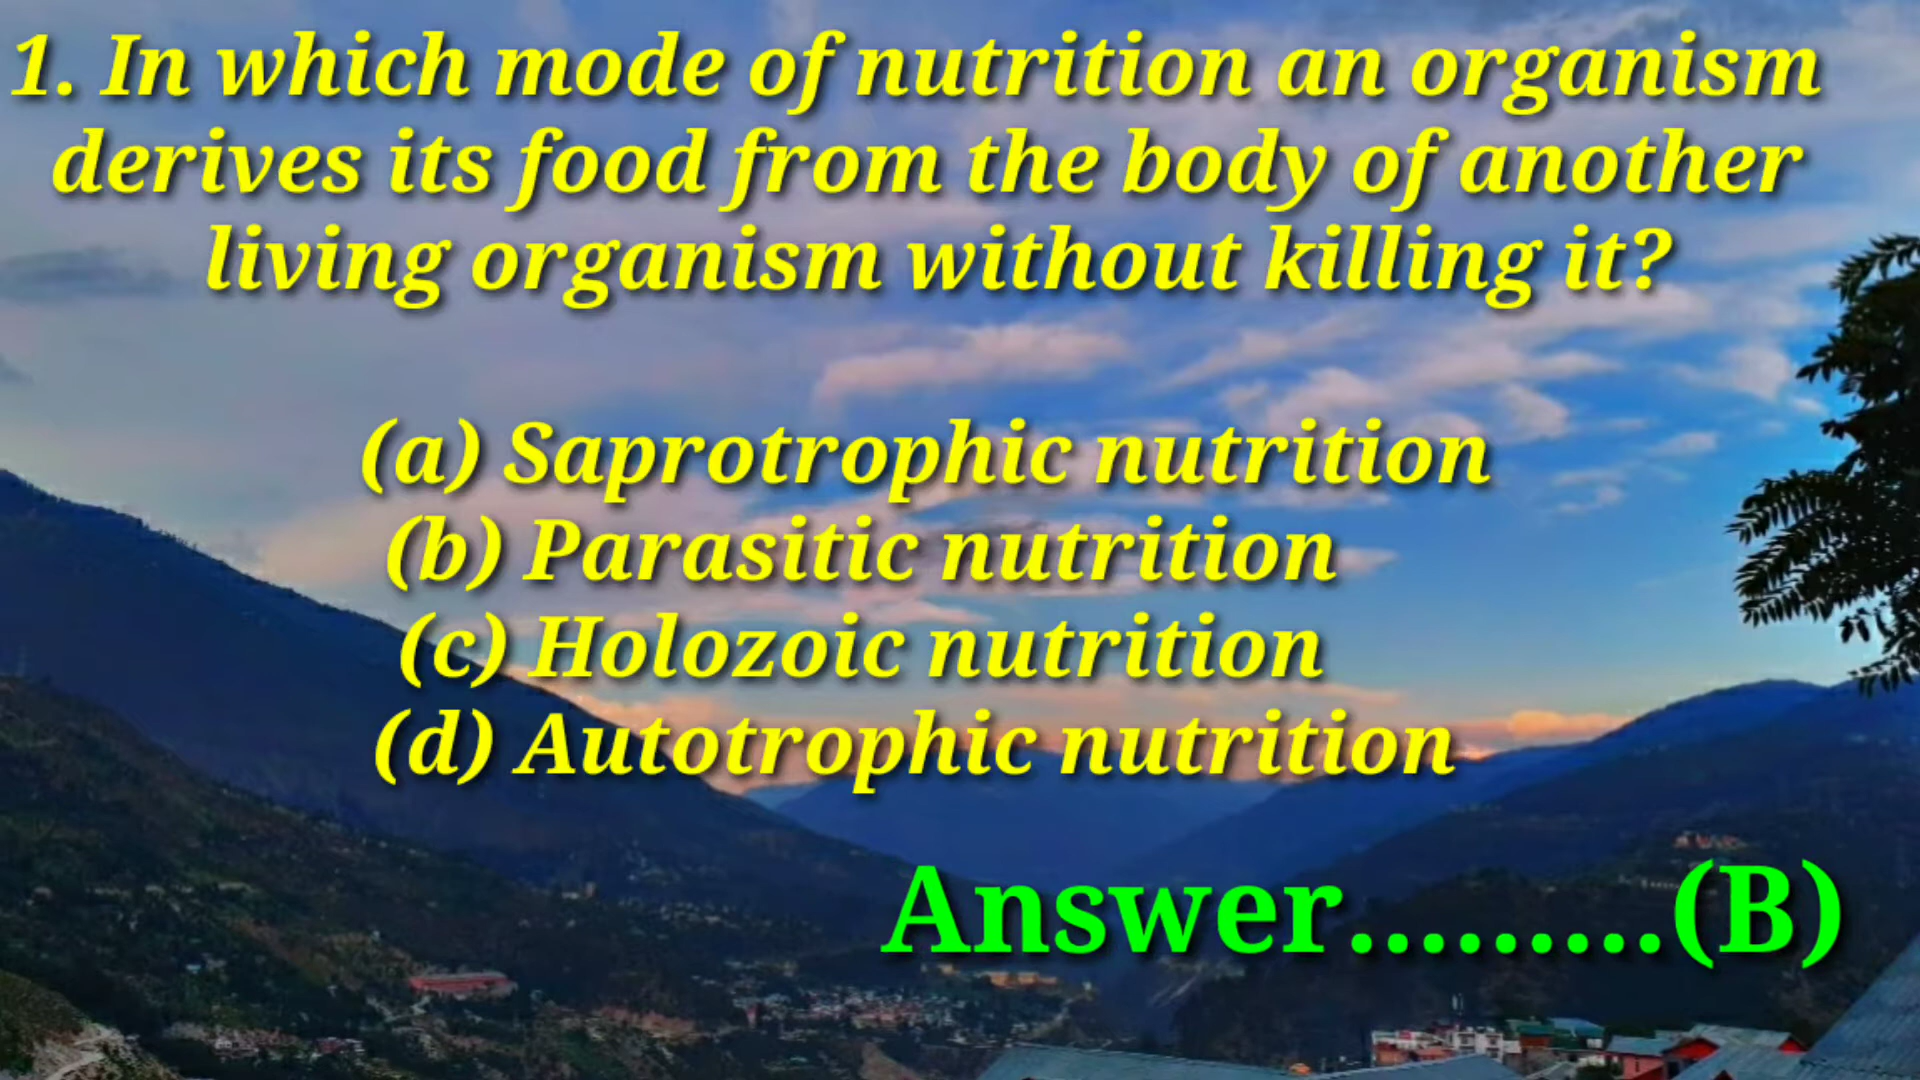 1. In which mode of nutrition an organism
derives its food from the body of another
living organism without killing it?
(a) Saprotrophic nutrition
(b) Parasitic nutrition
(c) Holozoic nutrition
(d) Autotrophic nutrition
Answer.........(B)